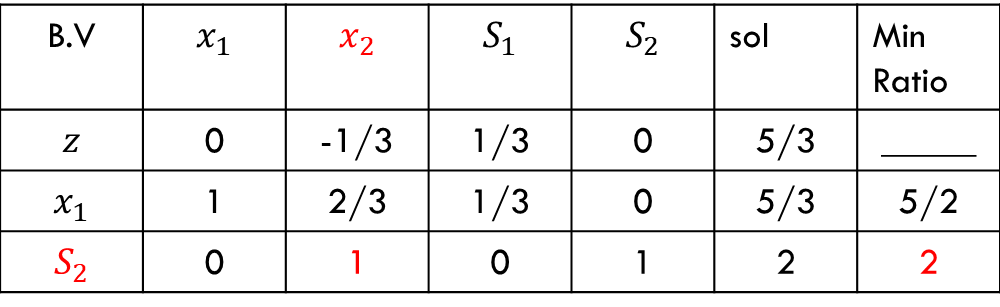 B.V x₁ x₂ S₁ S₂ sol Min
Ratio
z 0 -1/3 1/3 0 5/3 _____
x₁ 1 2/3 1/3 0 5/3 5/2
S₂ 0 1 0 1 2 2